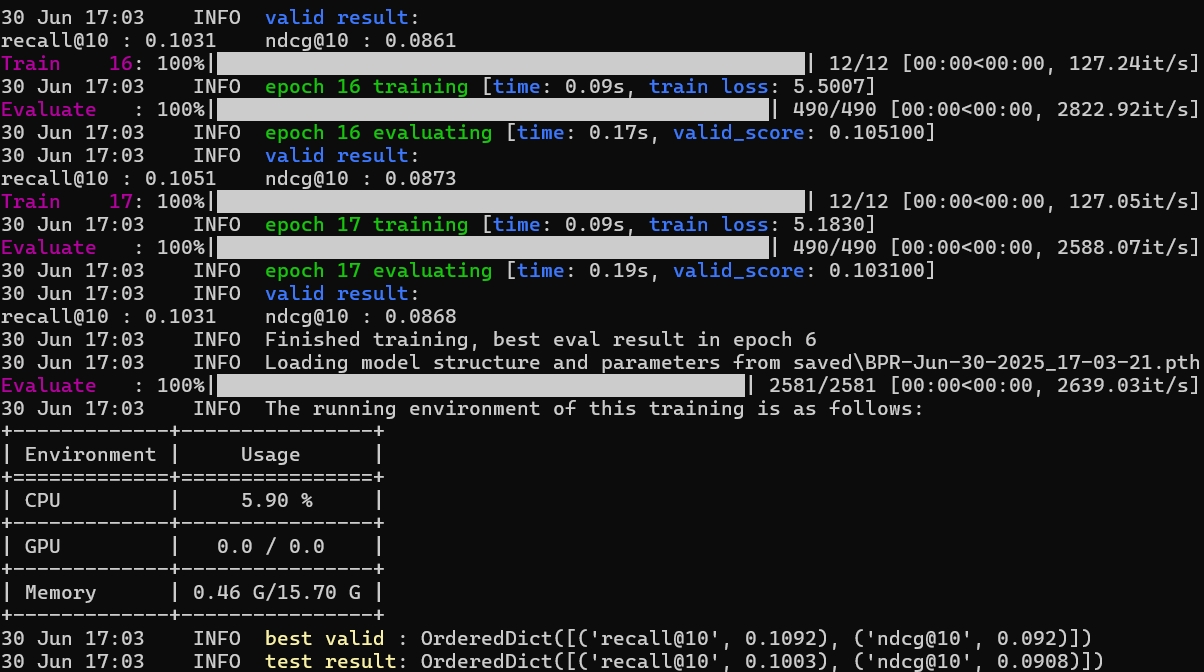 30 Jun 17:03    INFO  valid result:
recall@10 : 0.1031    ndcg@10 : 0.0861
Train    16: 100%|                                                 | 12/12 [00:00<00:00, 127.24it/s]
30 Jun 17:03    INFO  epoch 16 training [time: 0.09s, train loss: 5.5007]
Evaluate   : 100%|                                              | 490/490 [00:00<00:00, 2822.92it/s]
30 Jun 17:03    INFO  epoch 16 evaluating [time: 0.17s, valid_score: 0.105100]
30 Jun 17:03    INFO  valid result:
recall@10 : 0.1051    ndcg@10 : 0.0873
Train    17: 100%|                                                 | 12/12 [00:00<00:00, 127.05it/s]
30 Jun 17:03    INFO  epoch 17 training [time: 0.09s, train loss: 5.1830]
Evaluate   : 100%|                                              | 490/490 [00:00<00:00, 2588.07it/s]
30 Jun 17:03    INFO  epoch 17 evaluating [time: 0.19s, valid_score: 0.103100]
30 Jun 17:03    INFO  valid result:
recall@10 : 0.1031    ndcg@10 : 0.0868
30 Jun 17:03    INFO  Finished training, best eval result in epoch 6
30 Jun 17:03    INFO  Loading model structure and parameters from saved\BPR-Jun-30-2025_17-03-21.pth
Evaluate   : 100%|                                            | 2581/2581 [00:00<00:00, 2639.03it/s]
30 Jun 17:03    INFO  The running environment of this training is as follows:
+-------------+----------------+
| Environment |     Usage      |
+=============+================+
| CPU         |     5.90 %     |
+-------------+----------------+
| GPU         |   0.0 / 0.0    |
+-------------+----------------+
| Memory      | 0.46 G/15.70 G |
+-------------+----------------+
30 Jun 17:03    INFO  best valid : OrderedDict([('recall@10', 0.1092), ('ndcg@10', 0.092)])
30 Jun 17:03    INFO  test result: OrderedDict([('recall@10', 0.1003), ('ndcg@10', 0.0908)])